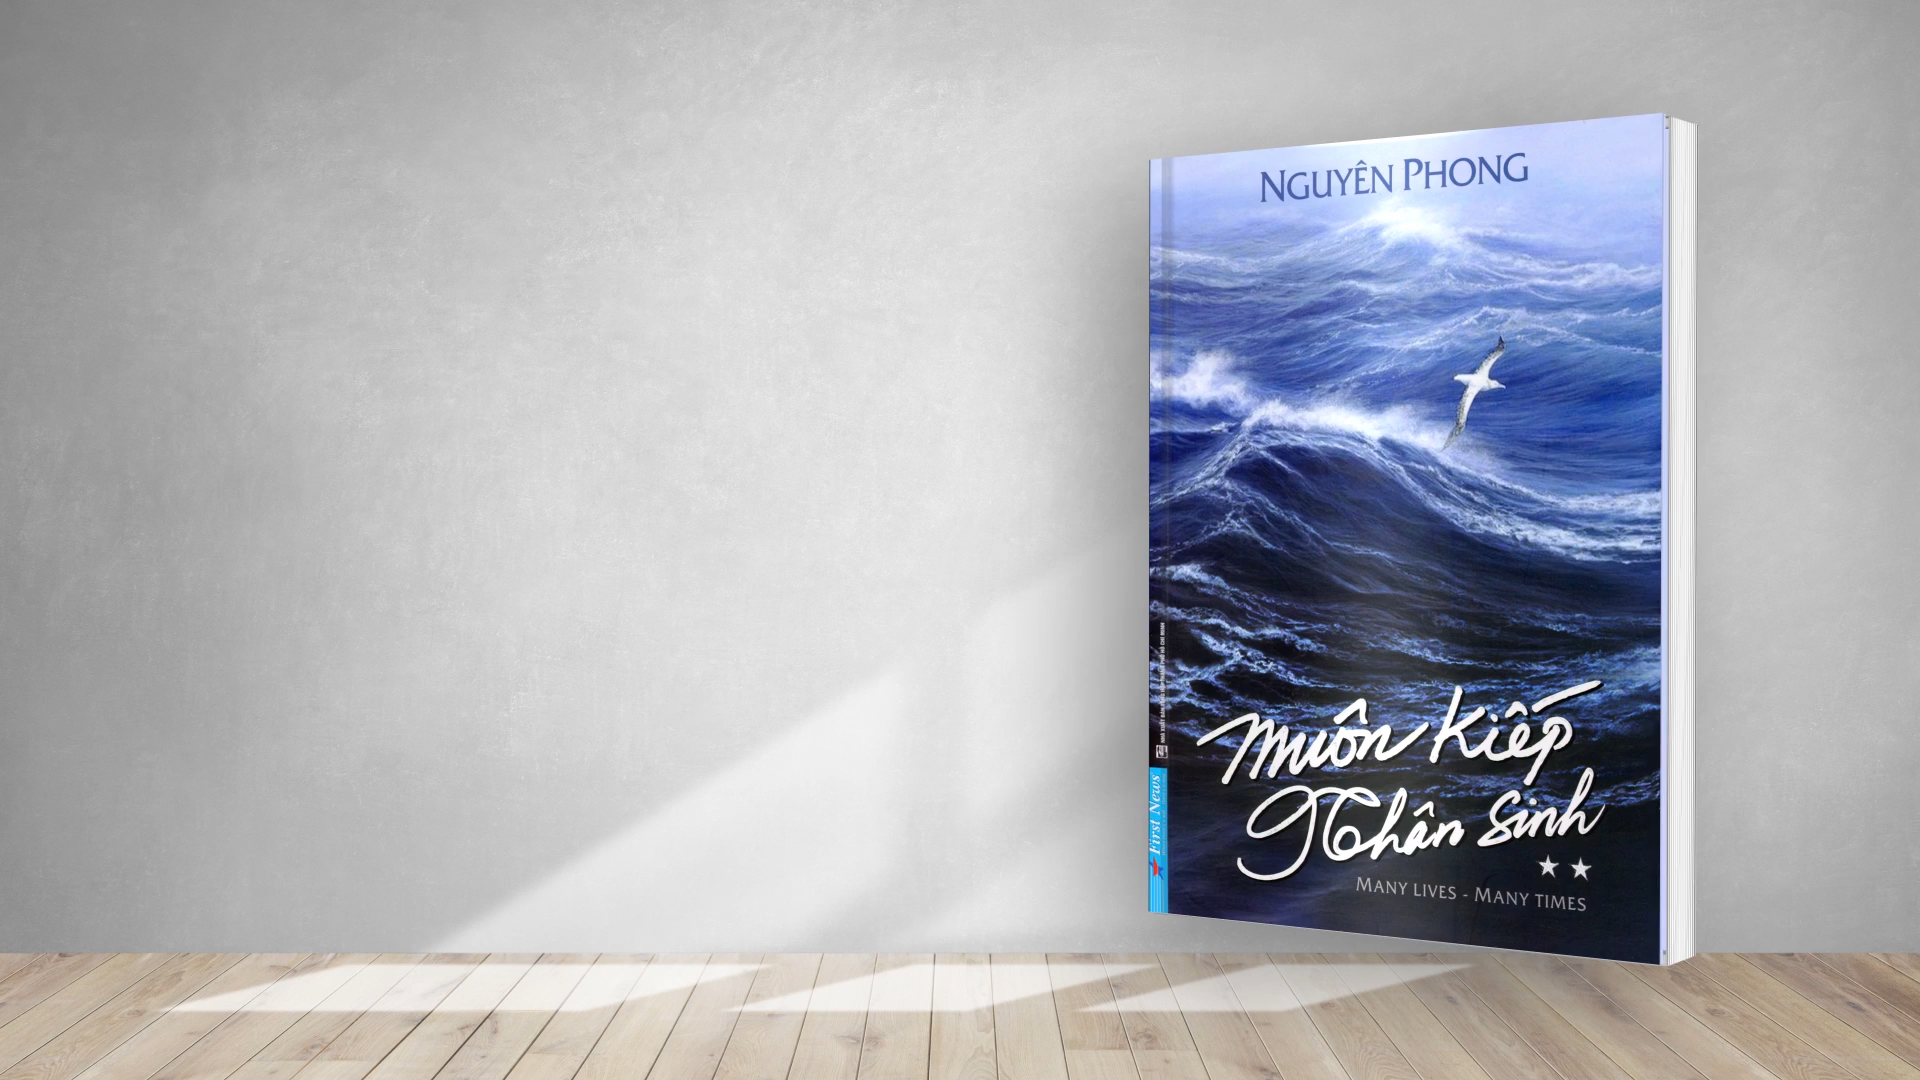 NGUYÊN PHONG
Muôn Kiếp
Nhân Sinh
★ ★
MANY LIVES - MANY TIMES
First News